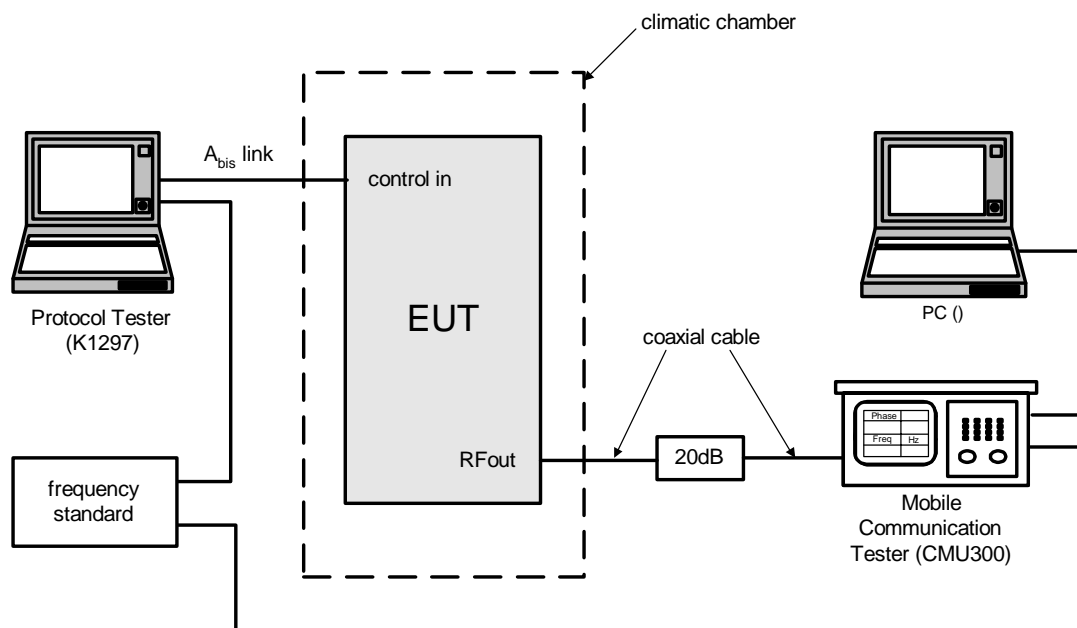 climatic chamber
Abis link
control in
EUT
RFout
Protocol Tester
(K1297)
frequency
standard
coaxial cable
20dB
PC ()
Phase
Freq Hz
Mobile
Communication
Tester (CMU300)